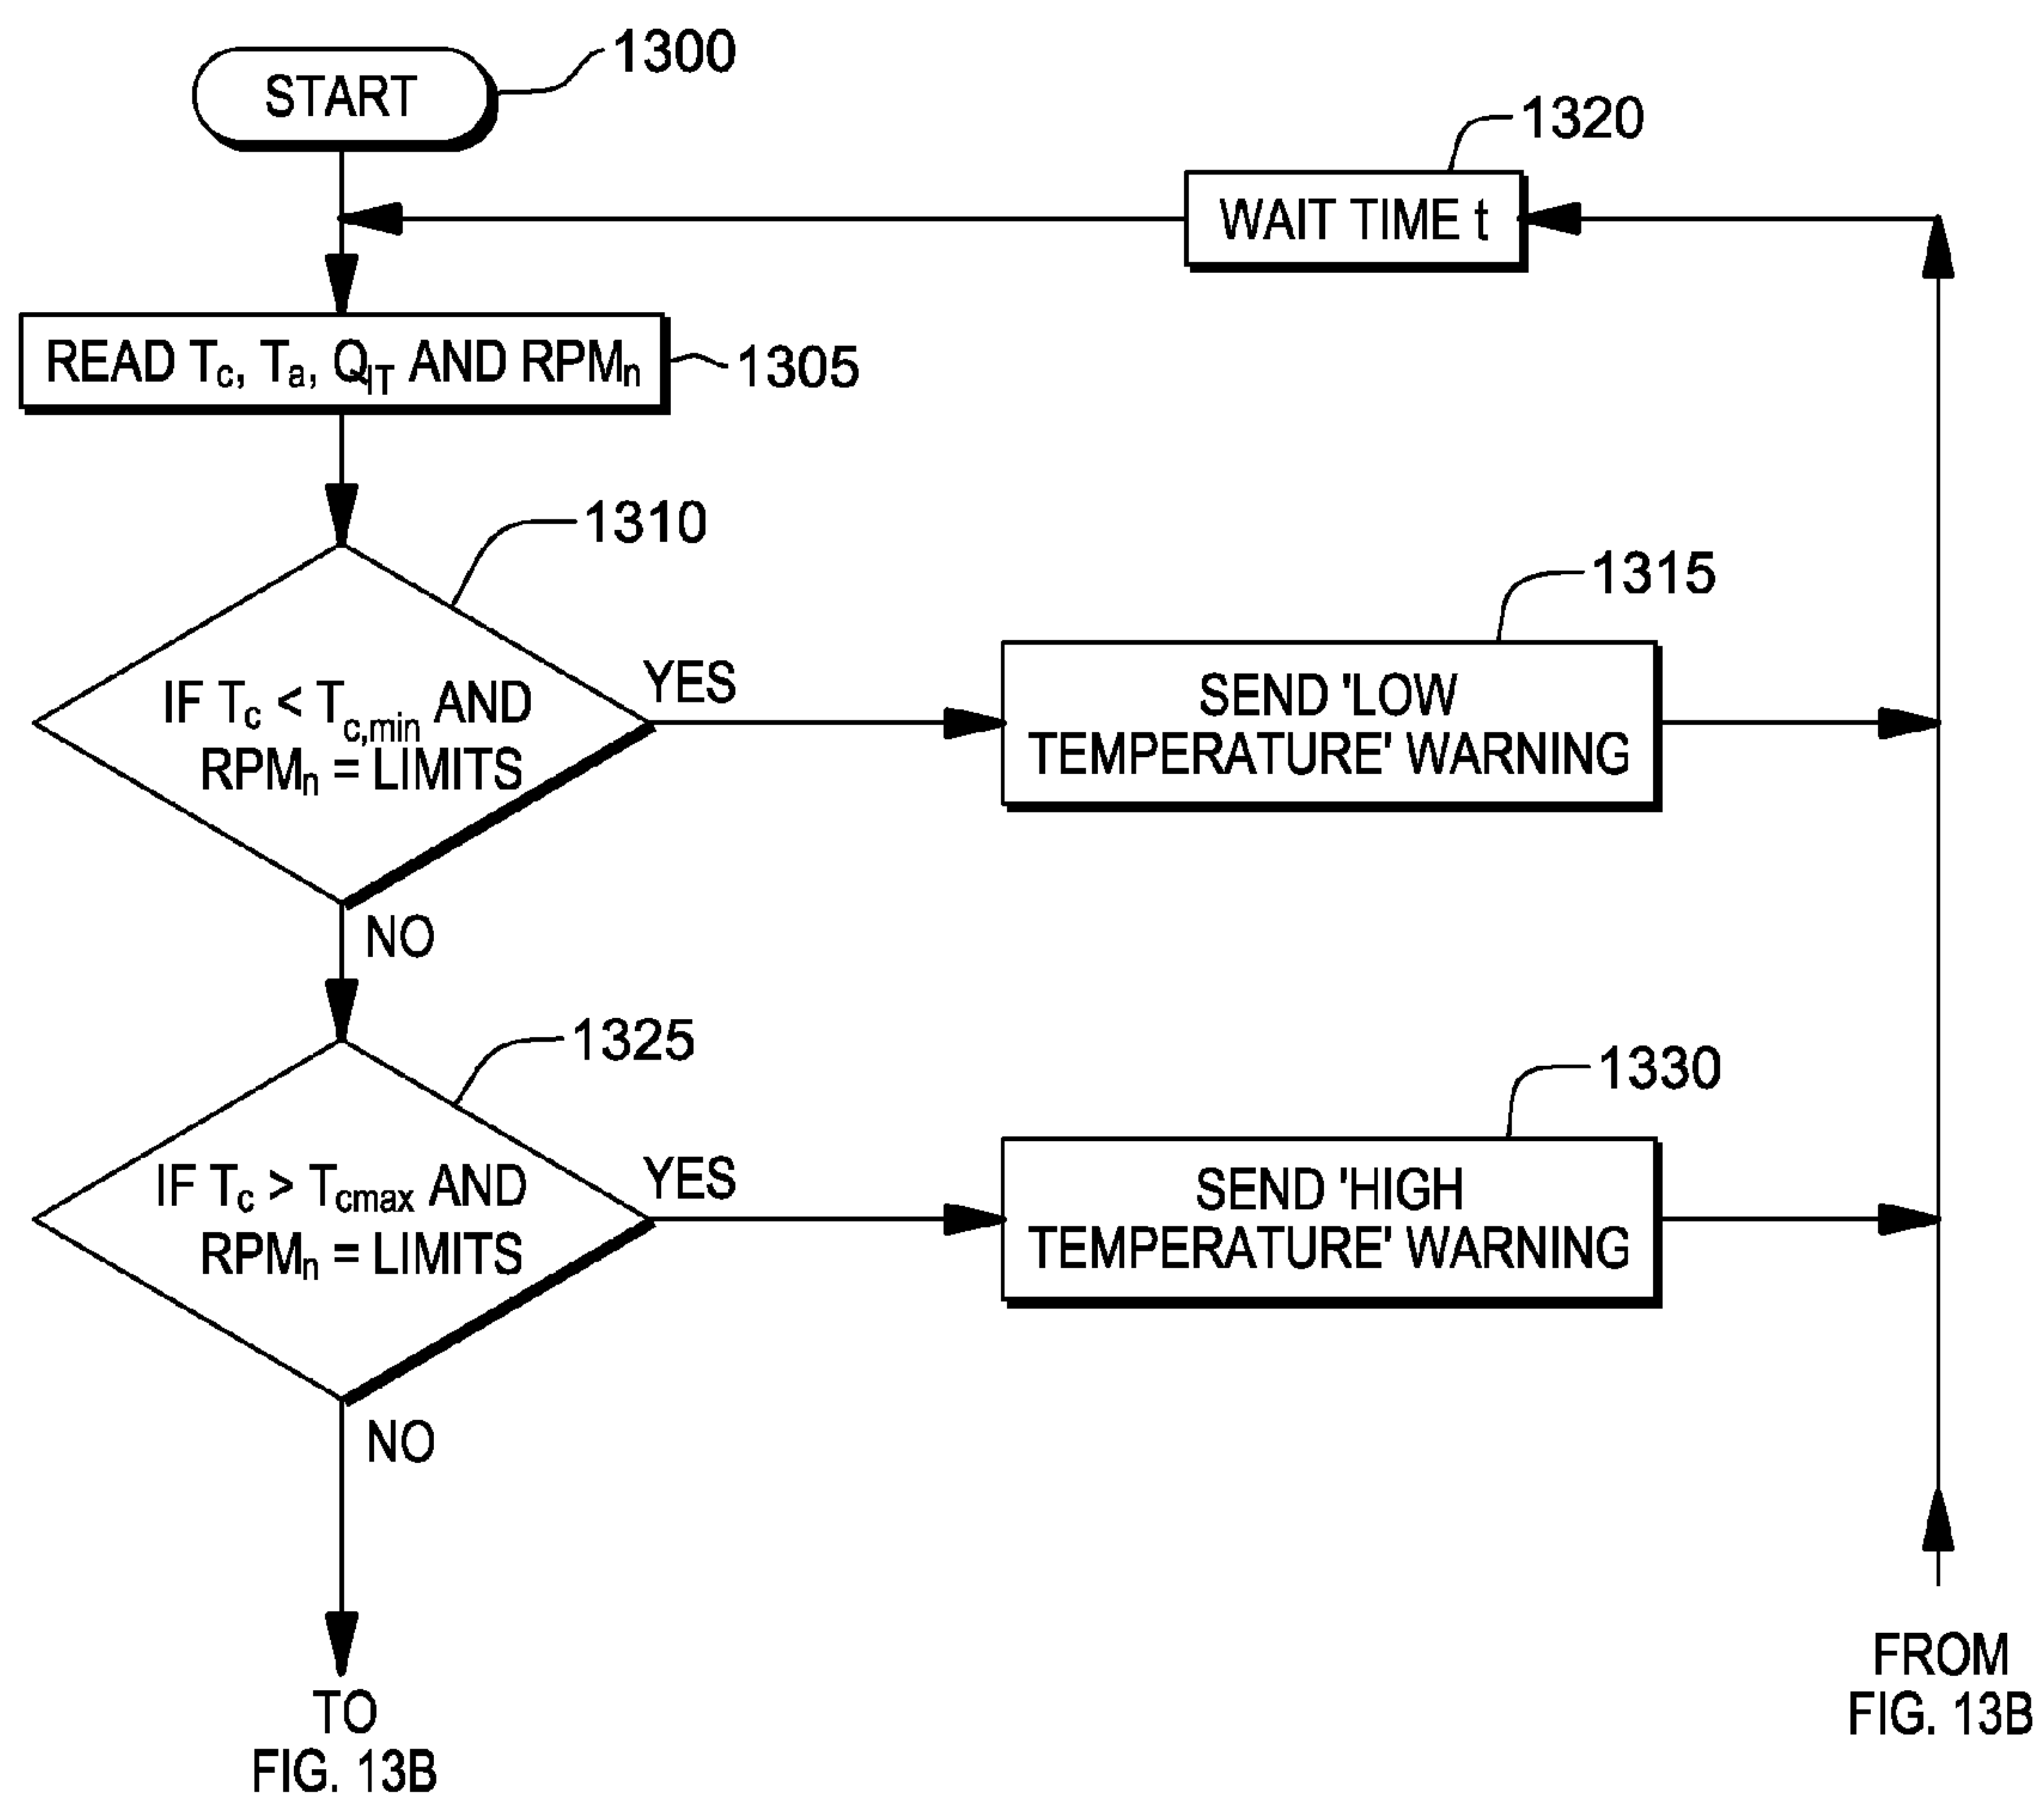 START
1300
1320
WAIT TIME t
READ Tc, Ta, QIT AND RPMn
1305
1310
1315
IF Tc < Tc,min AND
RPMn = LIMITS
YES
SEND 'LOW
TEMPERATURE' WARNING
NO
1325
1330
IF Tc > Tcmax AND
RPMn = LIMITS
YES
SEND 'HIGH
TEMPERATURE' WARNING
NO
TO
FIG. 13B
FROM
FIG. 13B